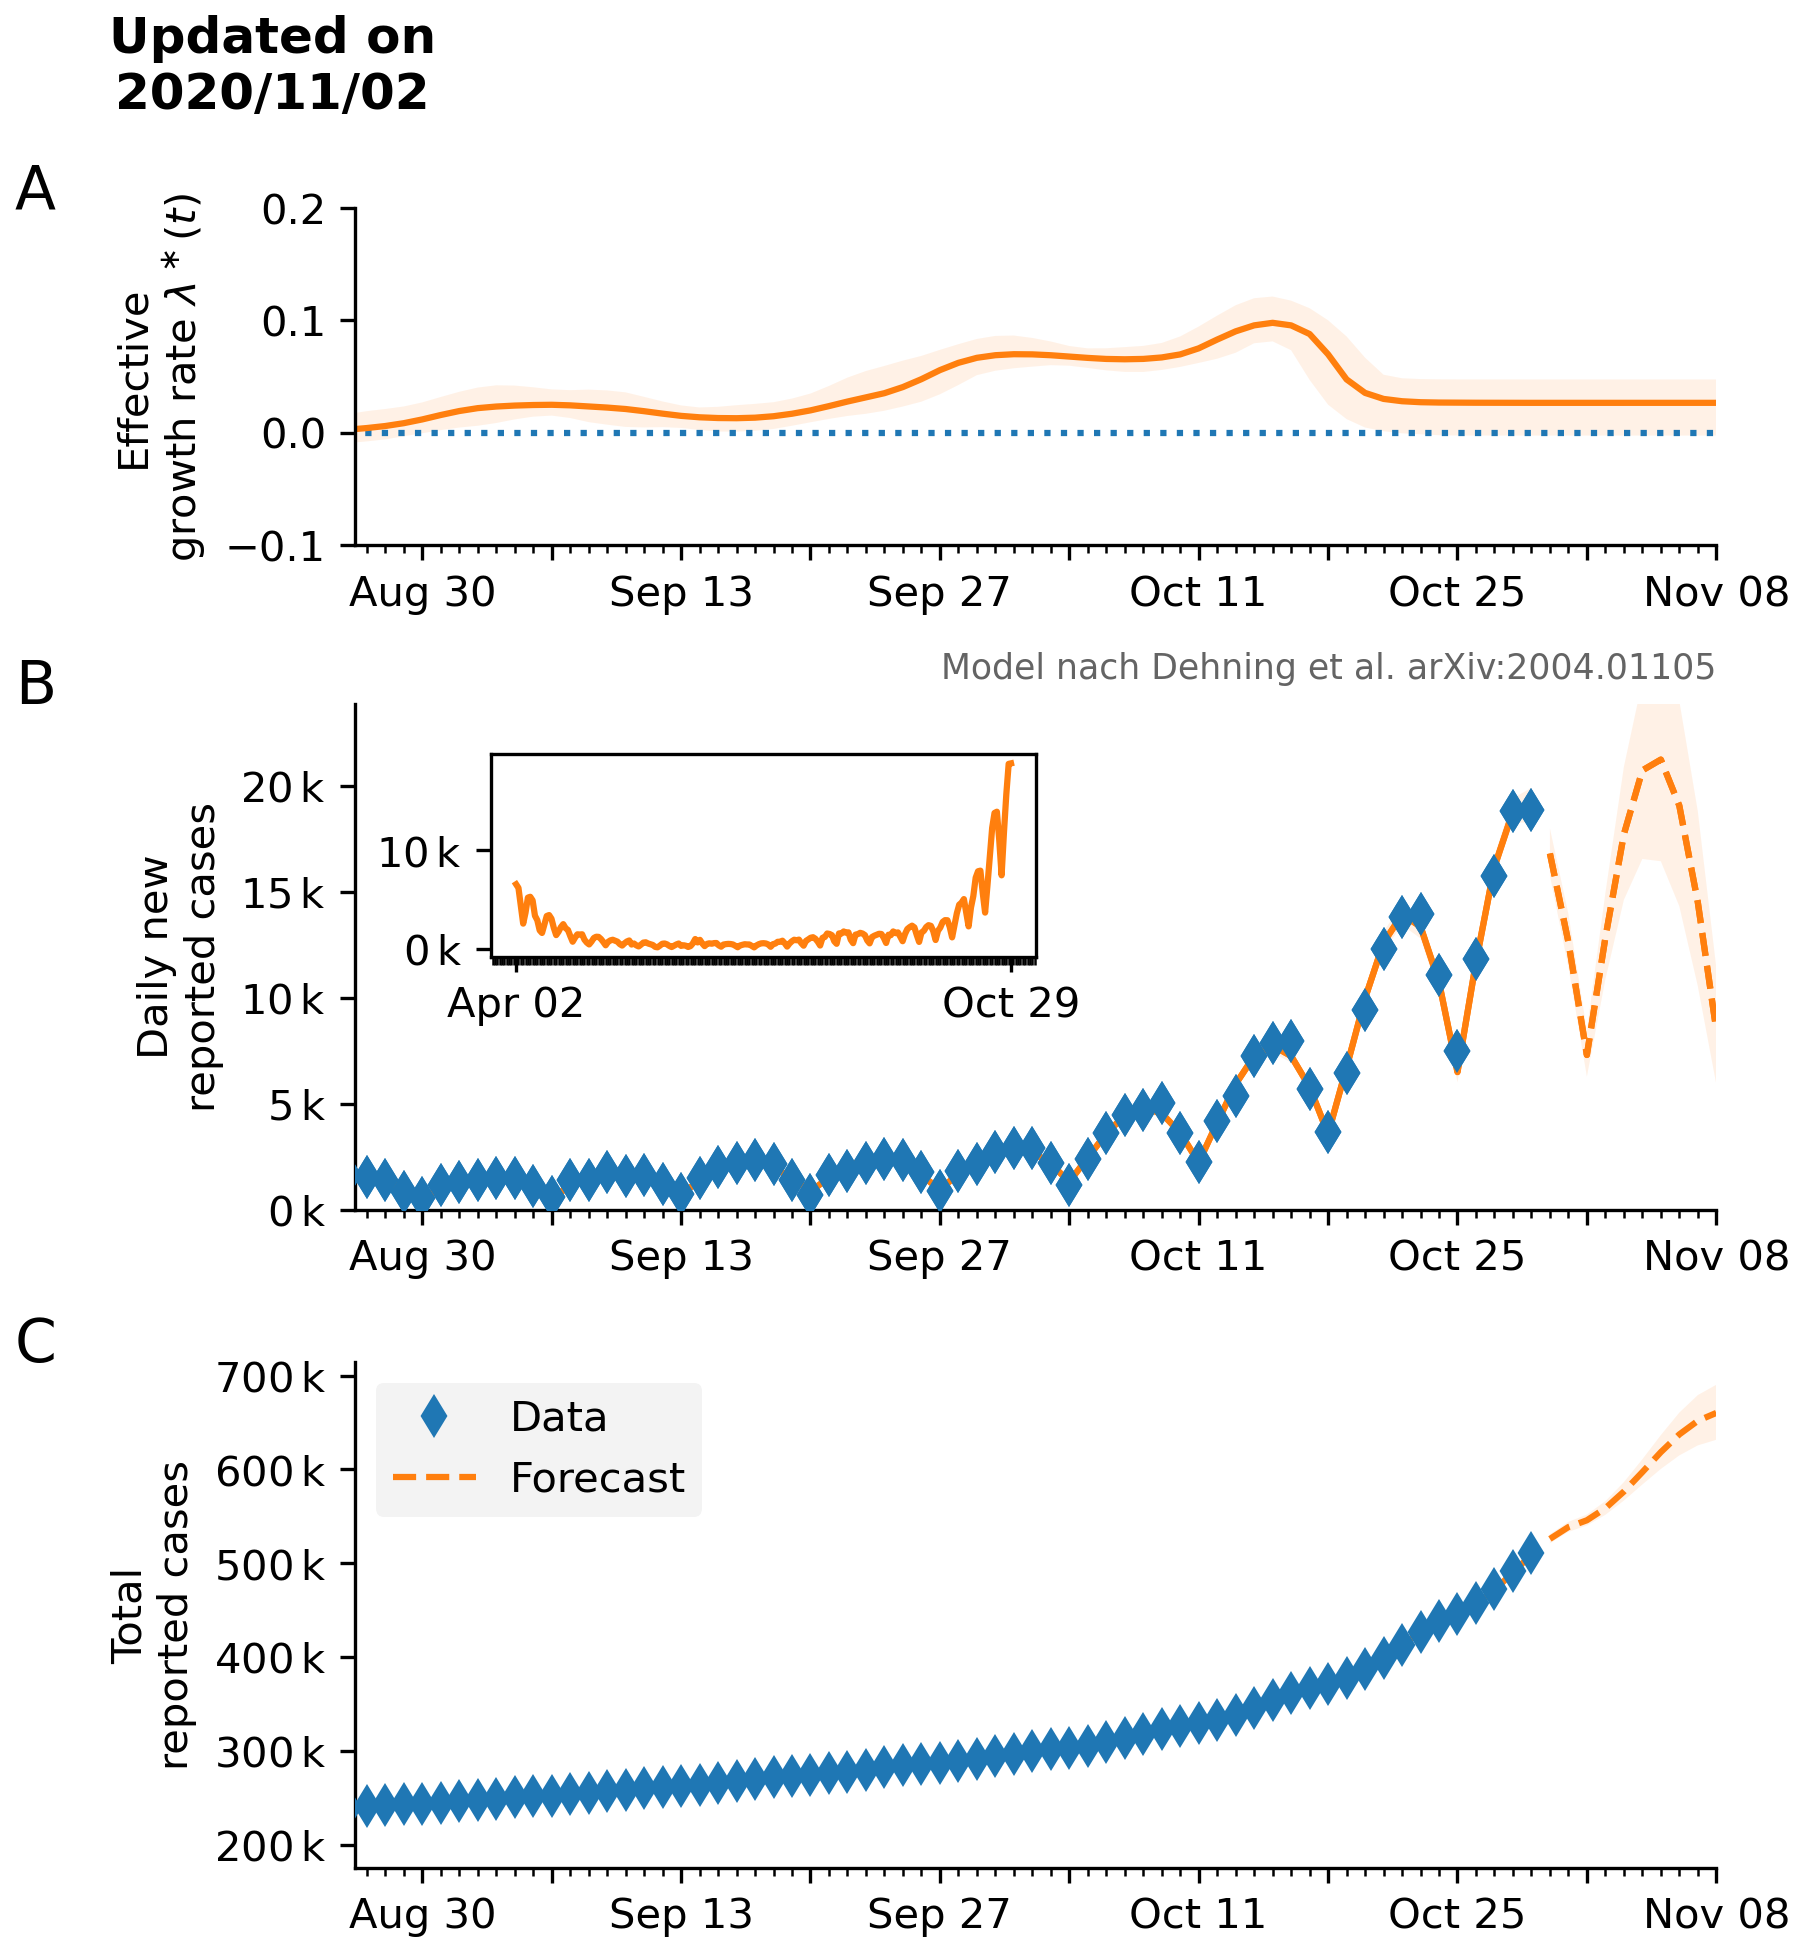 Updated on
2020/11/02
A
Effective
growth rate λ * (t)
0.2
0.1
0.0
−0.1
Aug 30 Sep 13 Sep 27 Oct 11 Oct 25 Nov 08
B
Model nach Dehning et al. arXiv:2004.01105
Daily new
reported cases
20 k
15 k
10 k
5 k
0 k
10 k
0 k
Apr 02 Oct 29
Aug 30 Sep 13 Sep 27 Oct 11 Oct 25 Nov 08
C
Total
reported cases
700 k
600 k
500 k
400 k
300 k
200 k
Data
Forecast
Aug 30 Sep 13 Sep 27 Oct 11 Oct 25 Nov 08